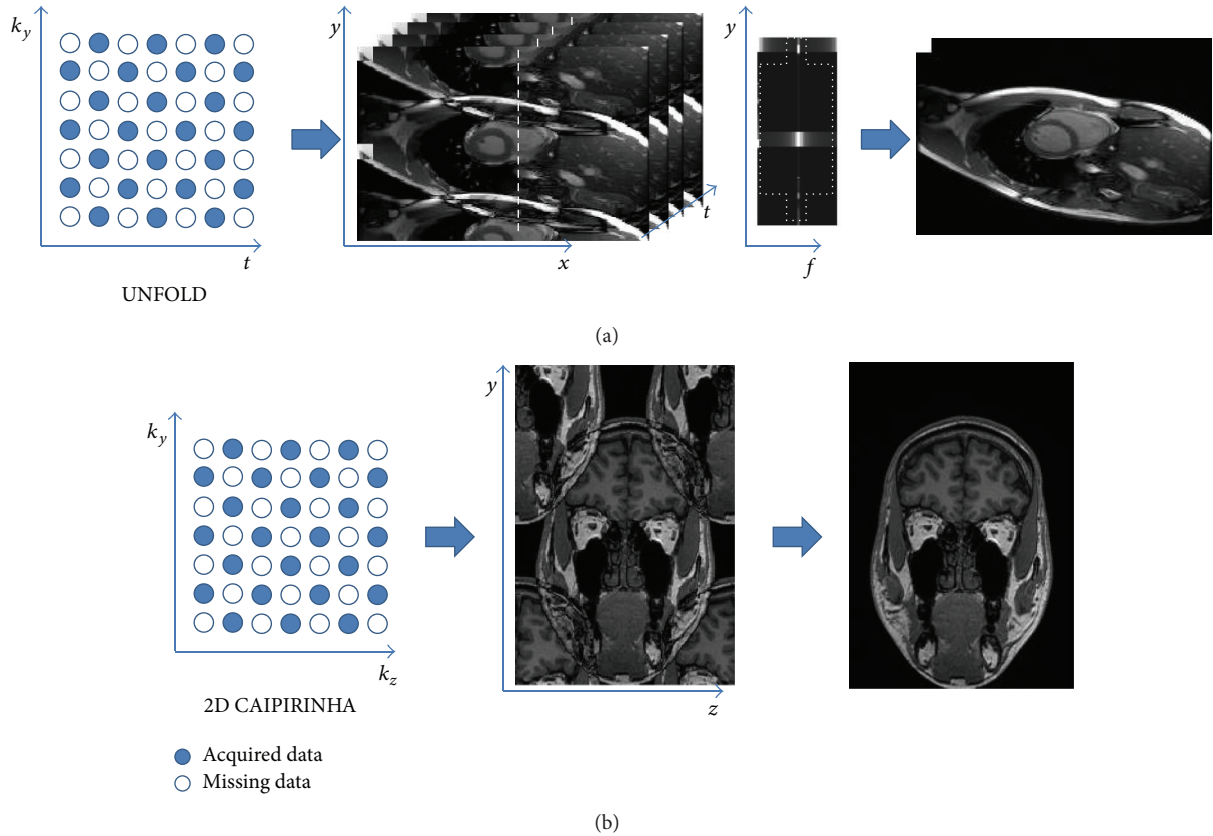 k_y
t
UNFOLD
y
x
t
y
f
(a)
k_y
k_z
2D CAIPIRINHA
y
z
Acquired data
Missing data
(b)